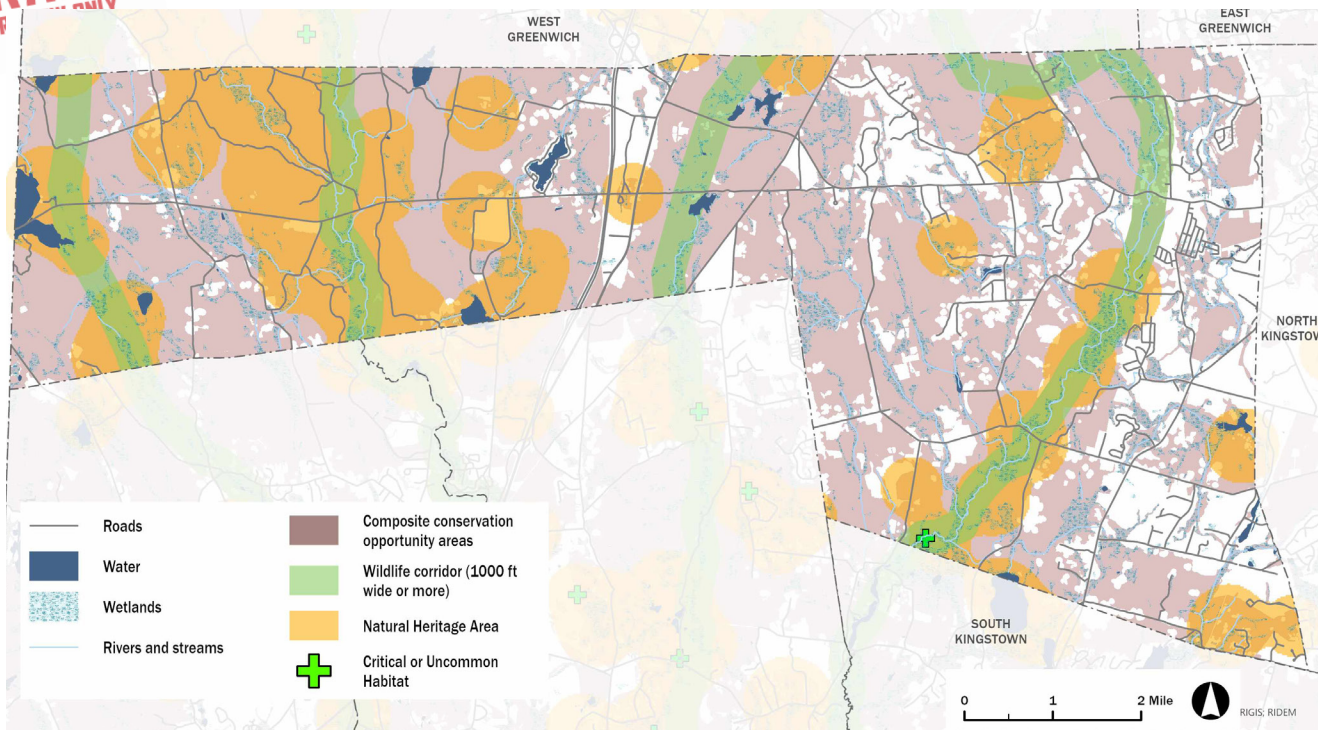 ONLY
WEST
GREENWICH
EAST
GREENWICH
NORTH
SOUTH
KINGSTOWN
Roads
Water
Wetlands
Rivers and streams
Composite conservation
opportunity areas
Wildlife corridor (1000 ft
wide or more)
Natural Heritage Area
Critical or Uncommon
Habitat
0 1 2 Mile
RIGIS; RIDEM